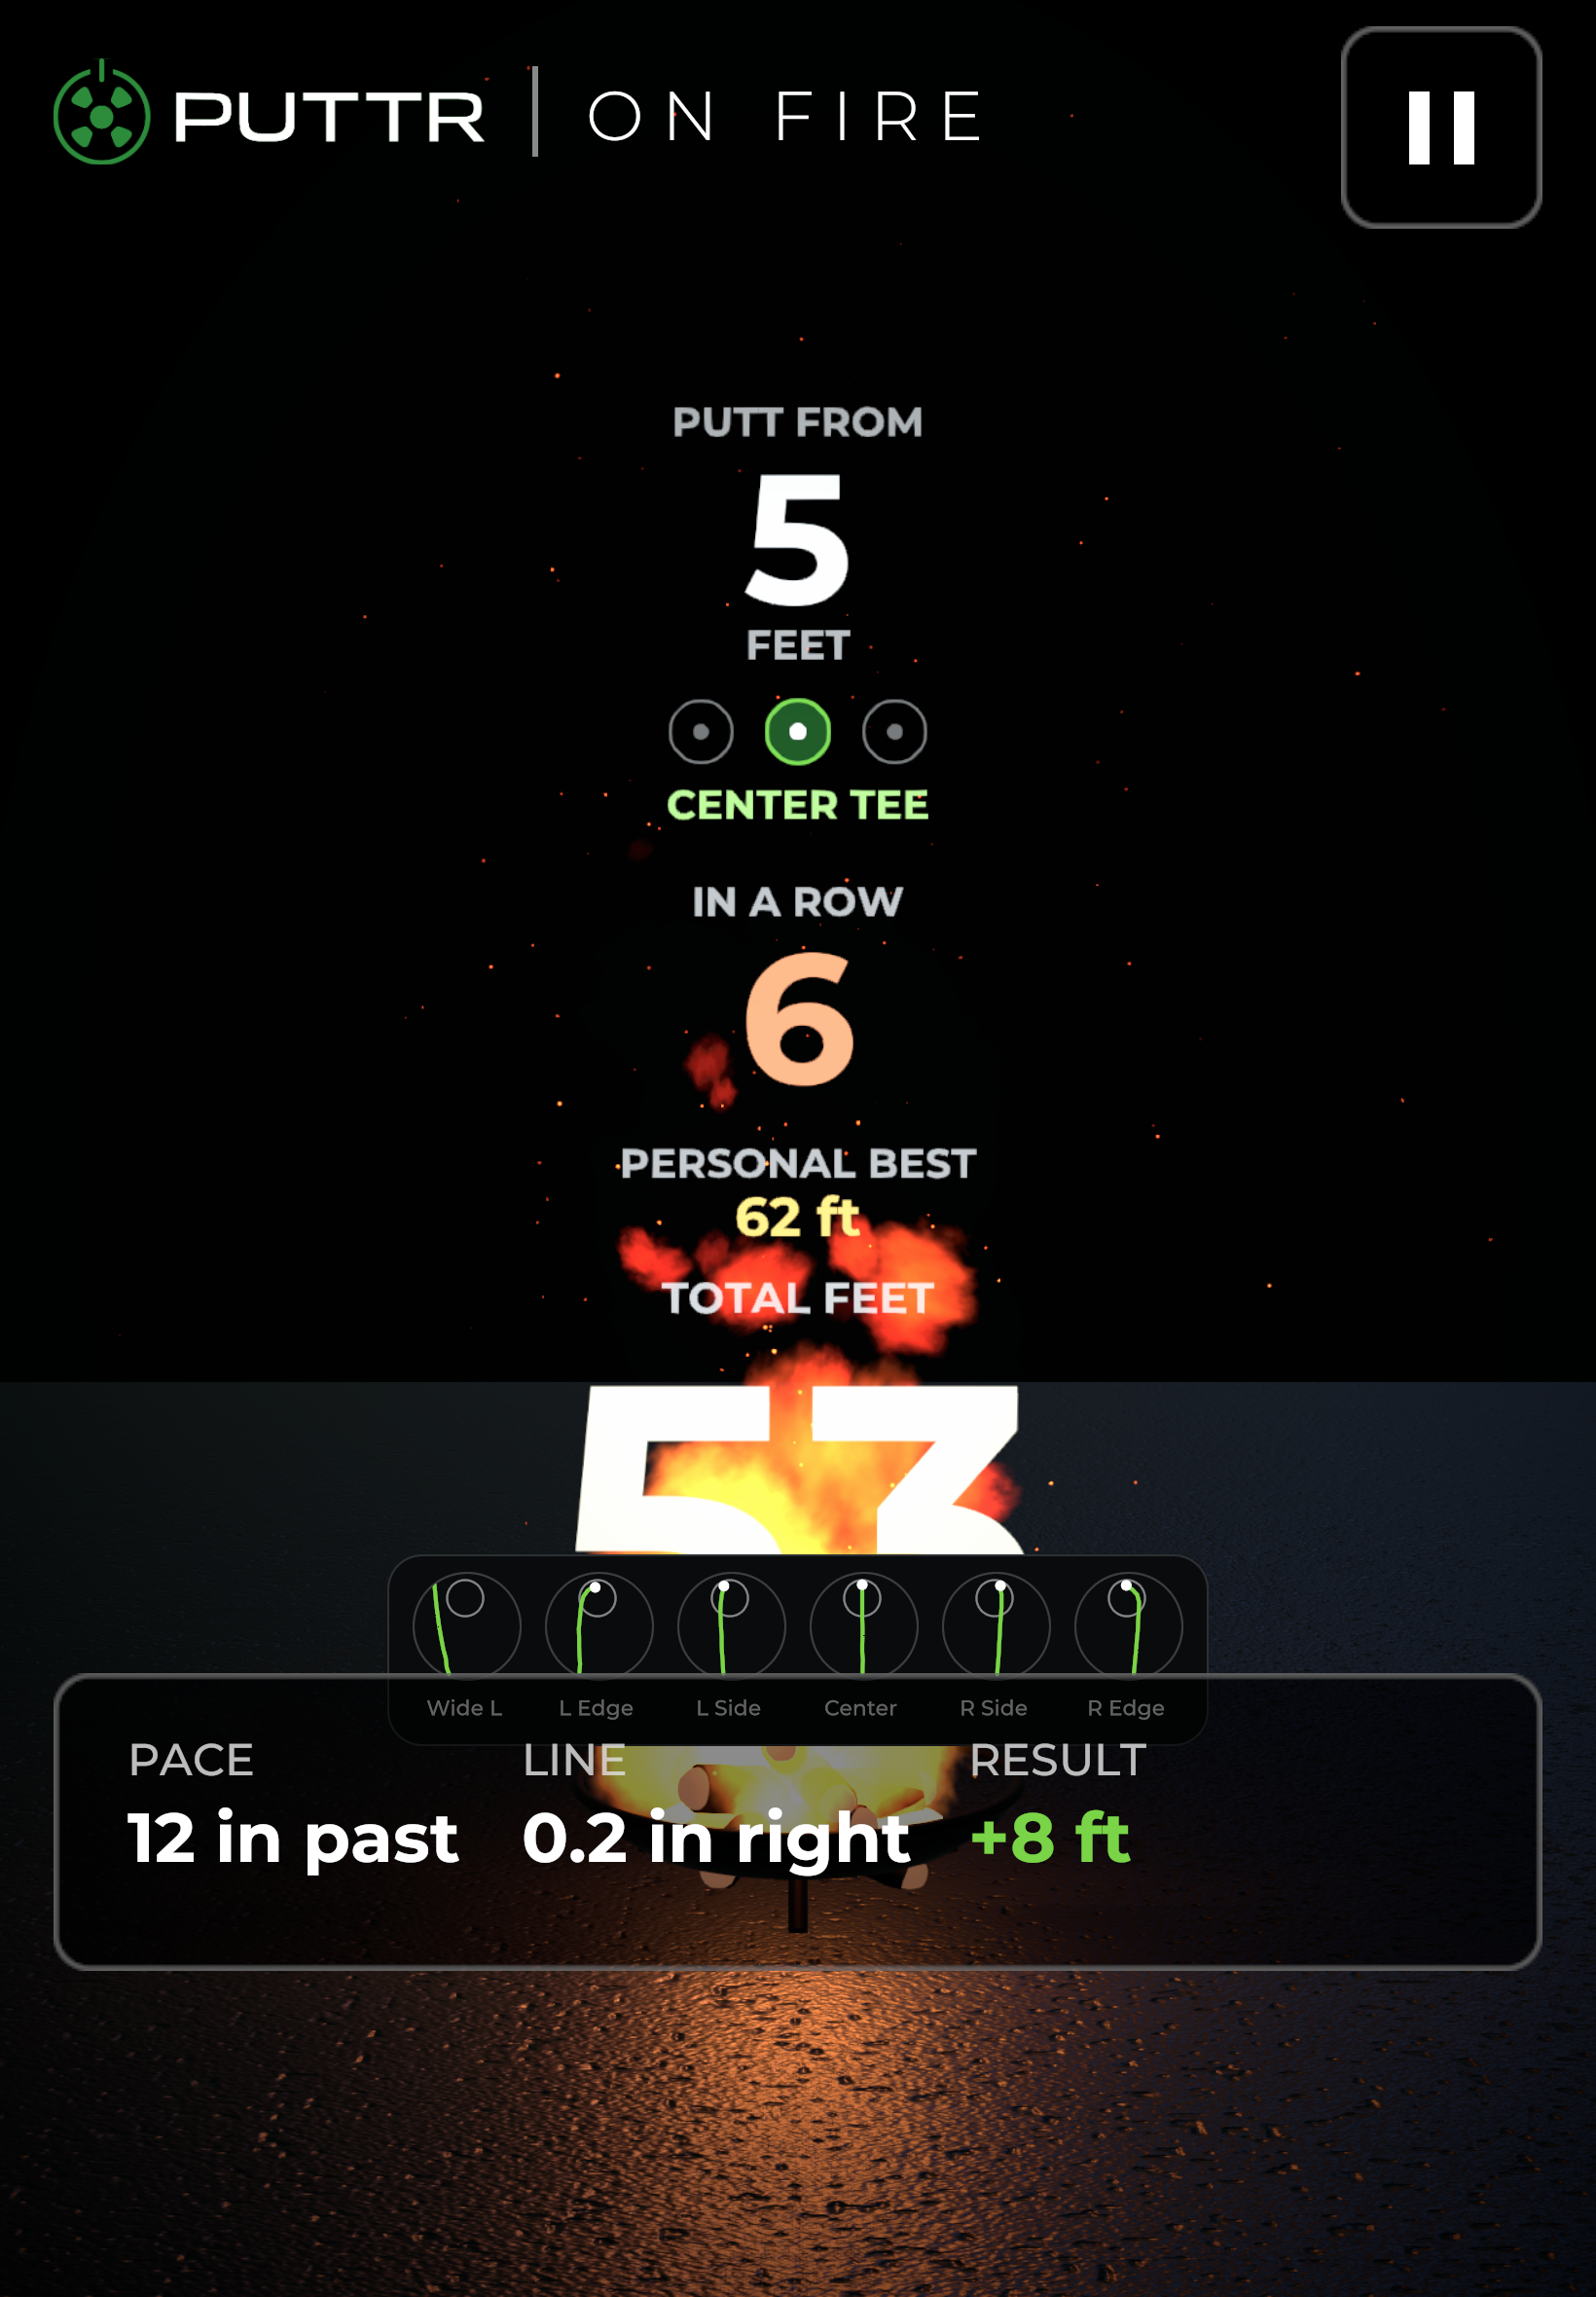 PUTTR | ON FIRE
PUTT FROM
5
FEET
CENTER TEE
IN A ROW
6
PERSONAL BEST
62 ft
TOTAL FEET
53
Wide L L Edge L Side Center R Side R Edge
PACE LINE RESULT
12 in past 0.2 in right +8 ft